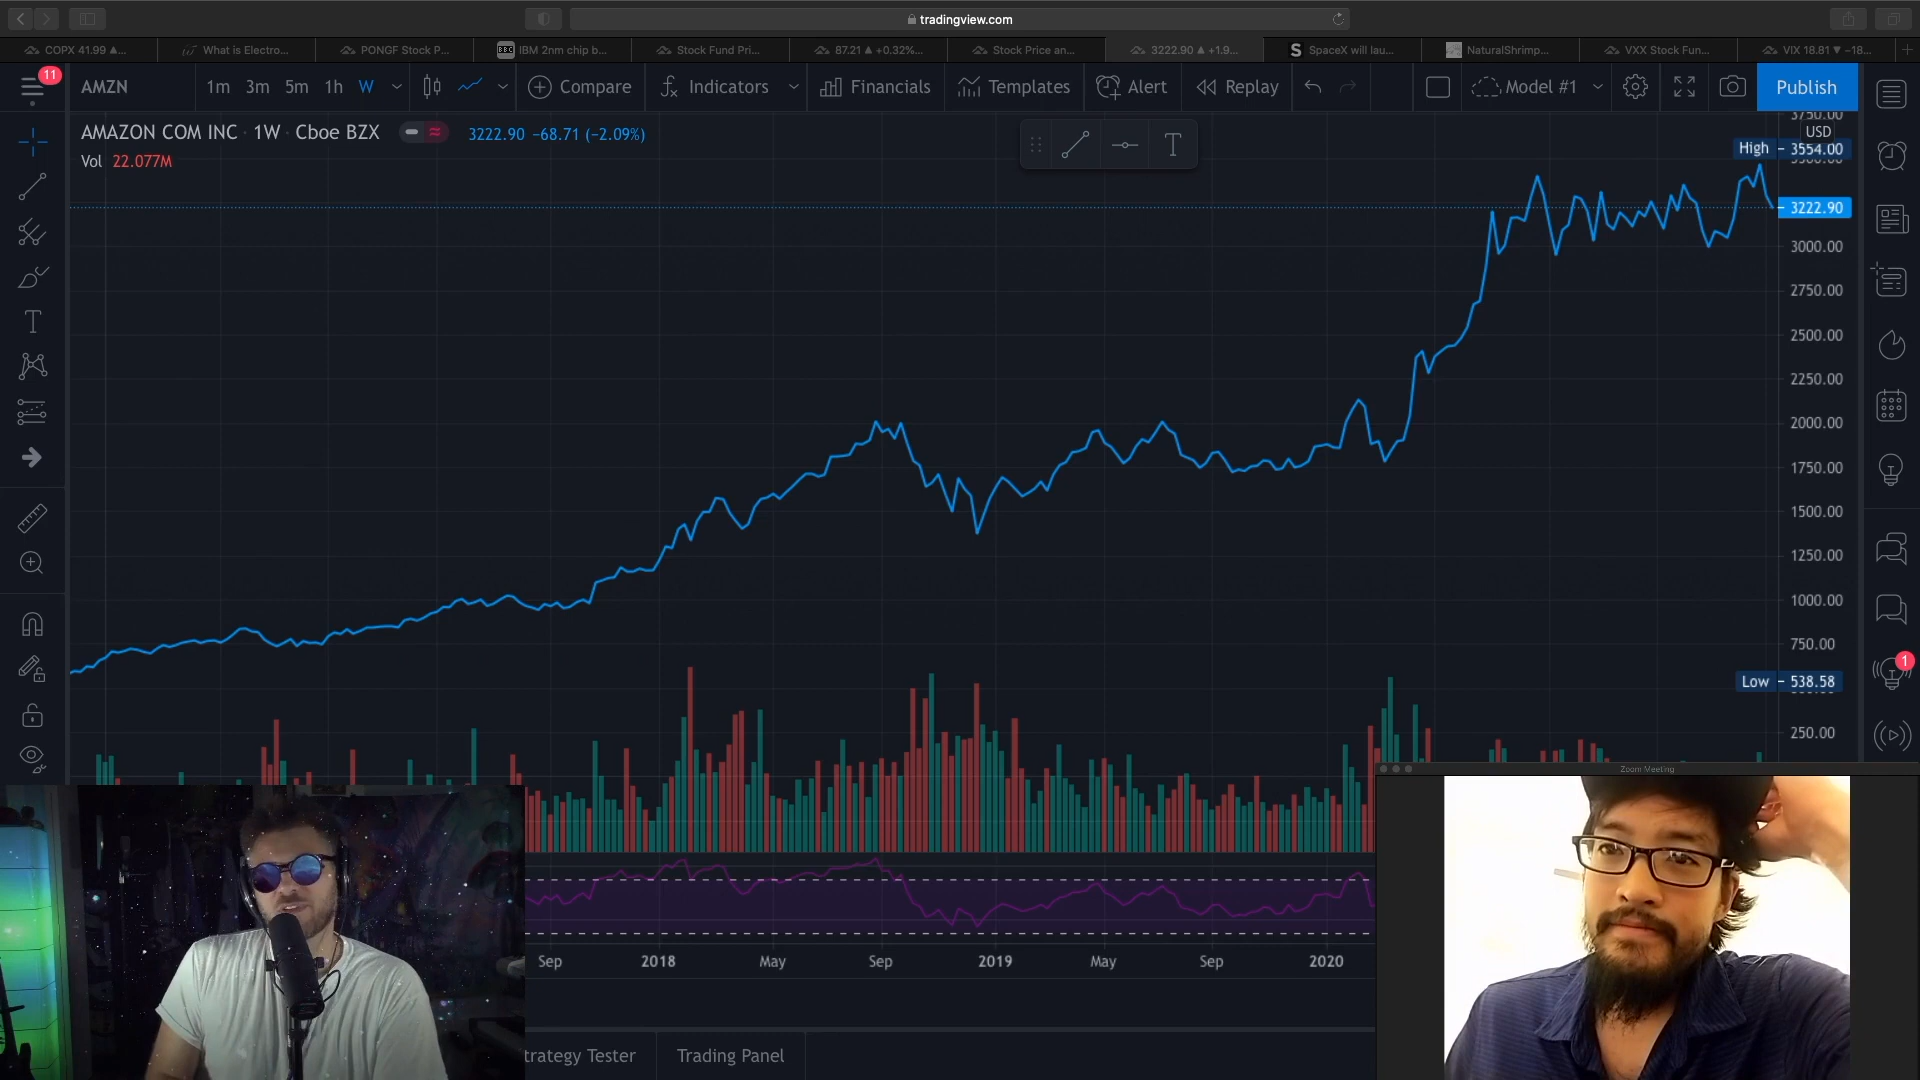 tradingview.com
COPX 41.99 ▲...
What is Electro...
PONGF Stock P...
BBC IBM 2nm chip b...
Stock Fund Pri...
87.21 ▲ +0.32%...
Stock Price an...
3222.90 ▲ +1.9...
S SpaceX will lau...
NaturalShrimp...
VXX Stock Fun...
VIX 18.81 ▼ -18...
11
AMZN
1m 3m 5m 1h W
Compare
Indicators
Financials
Templates
Alert
Replay
Model #1
Publish
AMAZON COM INC · 1W · Cboe BZX
3222.90 −68.71 (−2.09%)
Vol 22.077M
T
3750.00
USD
High - 3554.00
3500.00
3222.90
3000.00
2750.00
2500.00
2250.00
2000.00
1750.00
1500.00
1250.00
1000.00
750.00
Low - 538.58
250.00
1
Zoom Meeting
Sep 2018 May Sep 2019 May Sep 2020
trategy Tester
Trading Panel